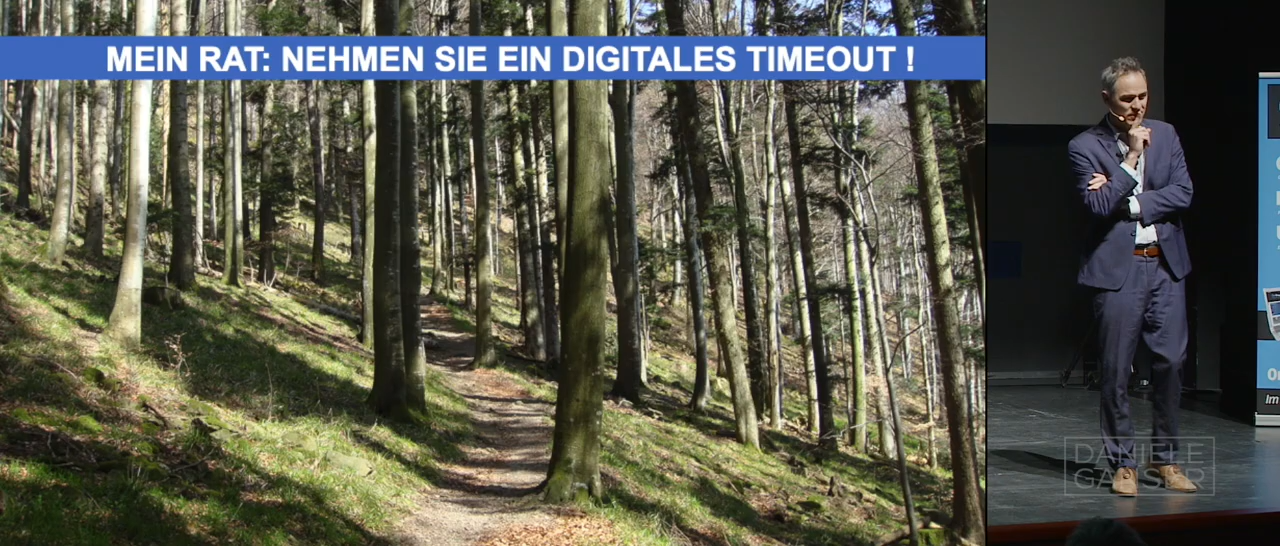 MEIN RAT: NEHMEN SIE EIN DIGITALES TIMEOUT !
DANIELE
GANSER